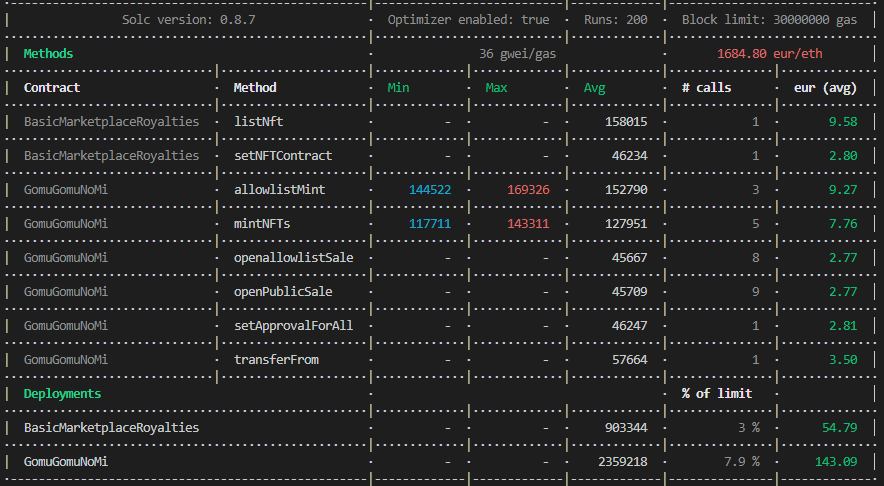 Solc version: 0.8.7 · Optimizer enabled: true · Runs: 200 · Block limit: 30000000 gas
Methods · 36 gwei/gas · 1684.80 eur/eth
Contract · Method · Min · Max · Avg · # calls · eur (avg)
BasicMarketplaceRoyalties · listNft · - · - · 158015 · 1 · 9.58
BasicMarketplaceRoyalties · setNFTContract · - · - · 46234 · 1 · 2.80
GomuGomuNoMi · allowlistMint · 144522 · 169326 · 152790 · 3 · 9.27
GomuGomuNoMi · mintNFTs · 117711 · 143311 · 127951 · 5 · 7.76
GomuGomuNoMi · openallowlistSale · - · - · 45667 · 8 · 2.77
GomuGomuNoMi · openPublicSale · - · - · 45709 · 9 · 2.77
GomuGomuNoMi · setApprovalForAll · - · - · 46247 · 1 · 2.81
GomuGomuNoMi · transferFrom · - · - · 57664 · 1 · 3.50
Deployments · % of limit ·
BasicMarketplaceRoyalties · - · - · 903344 · 3 % · 54.79
GomuGomuNoMi · - · - · 2359218 · 7.9 % · 143.09